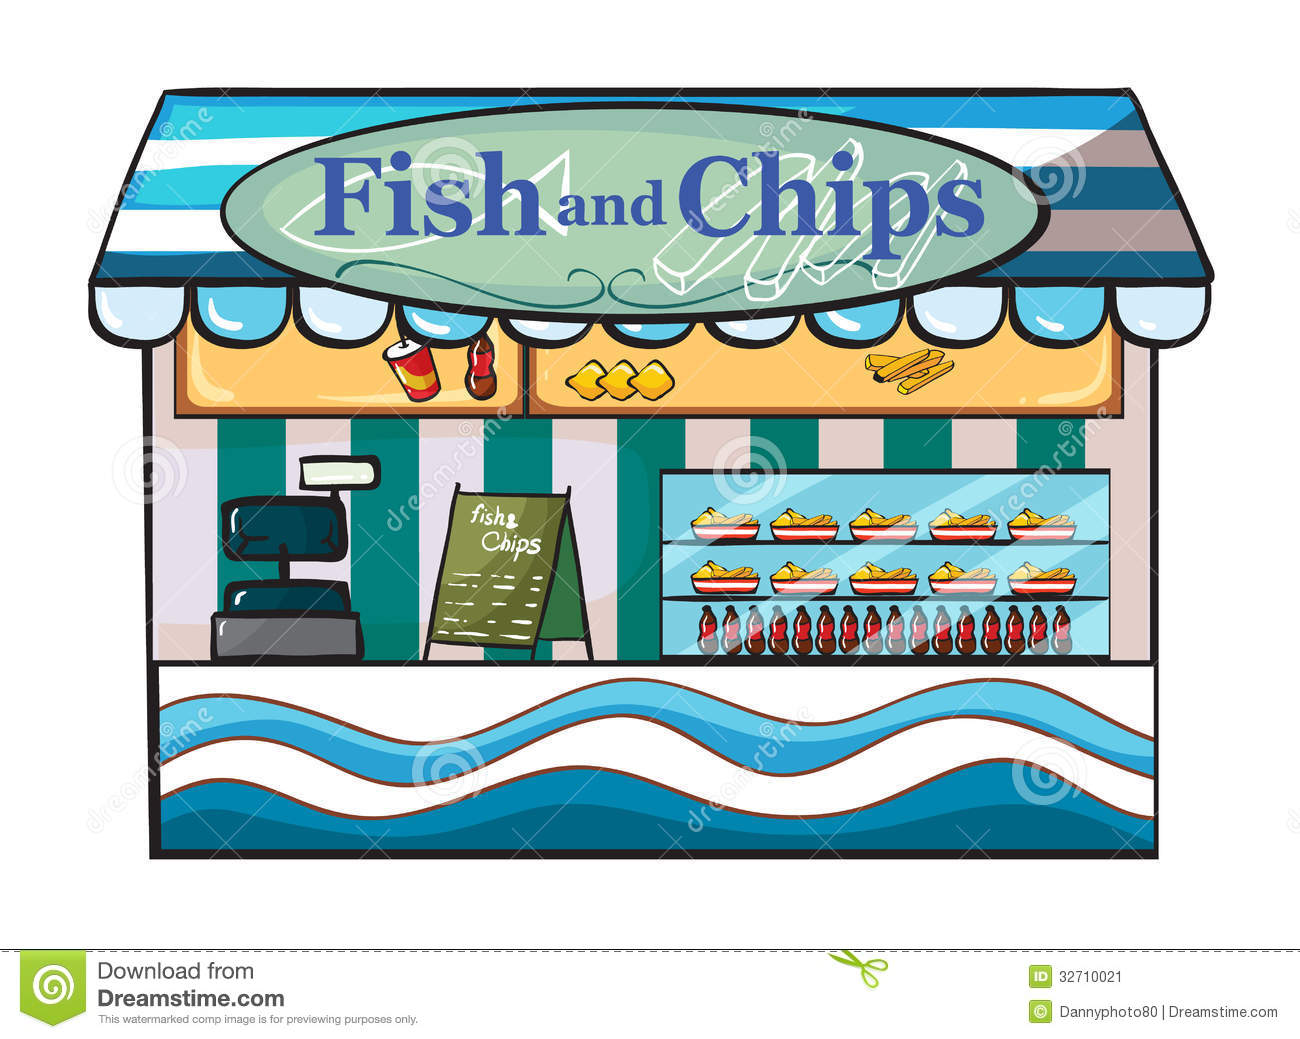 Fish and Chips
fish&
Chips
Download from
Dreamstime.com
This watermarked comp image is for previewing purposes only.
ID 32710021
© Dannyphoto80 | Dreamstime.com
dreamstime